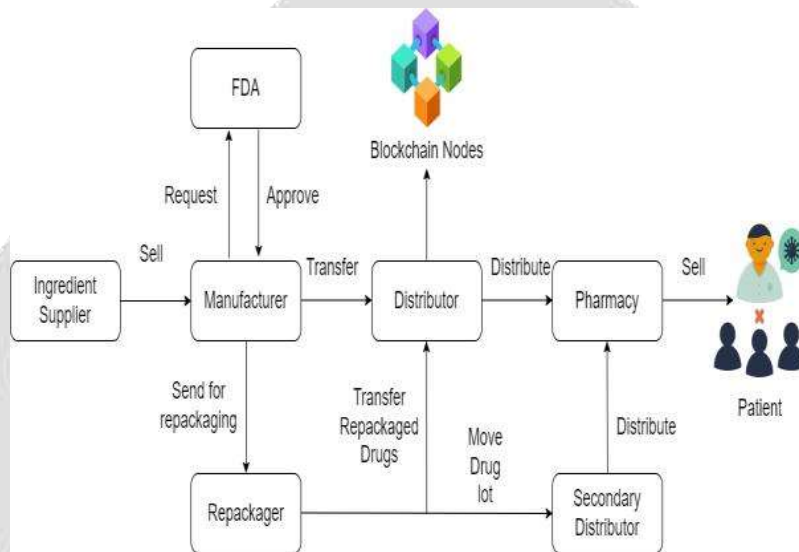 FDA
Blockchain Nodes
Request
Approve
Sell
Transfer
Distribute
Sell
Ingredient
Supplier
Manufacturer
Distributor
Pharmacy
Patient
Send for
repackaging
Transfer
Repackaged
Drugs
Move
Drug
lot
Distribute
Repackager
Secondary
Distributor